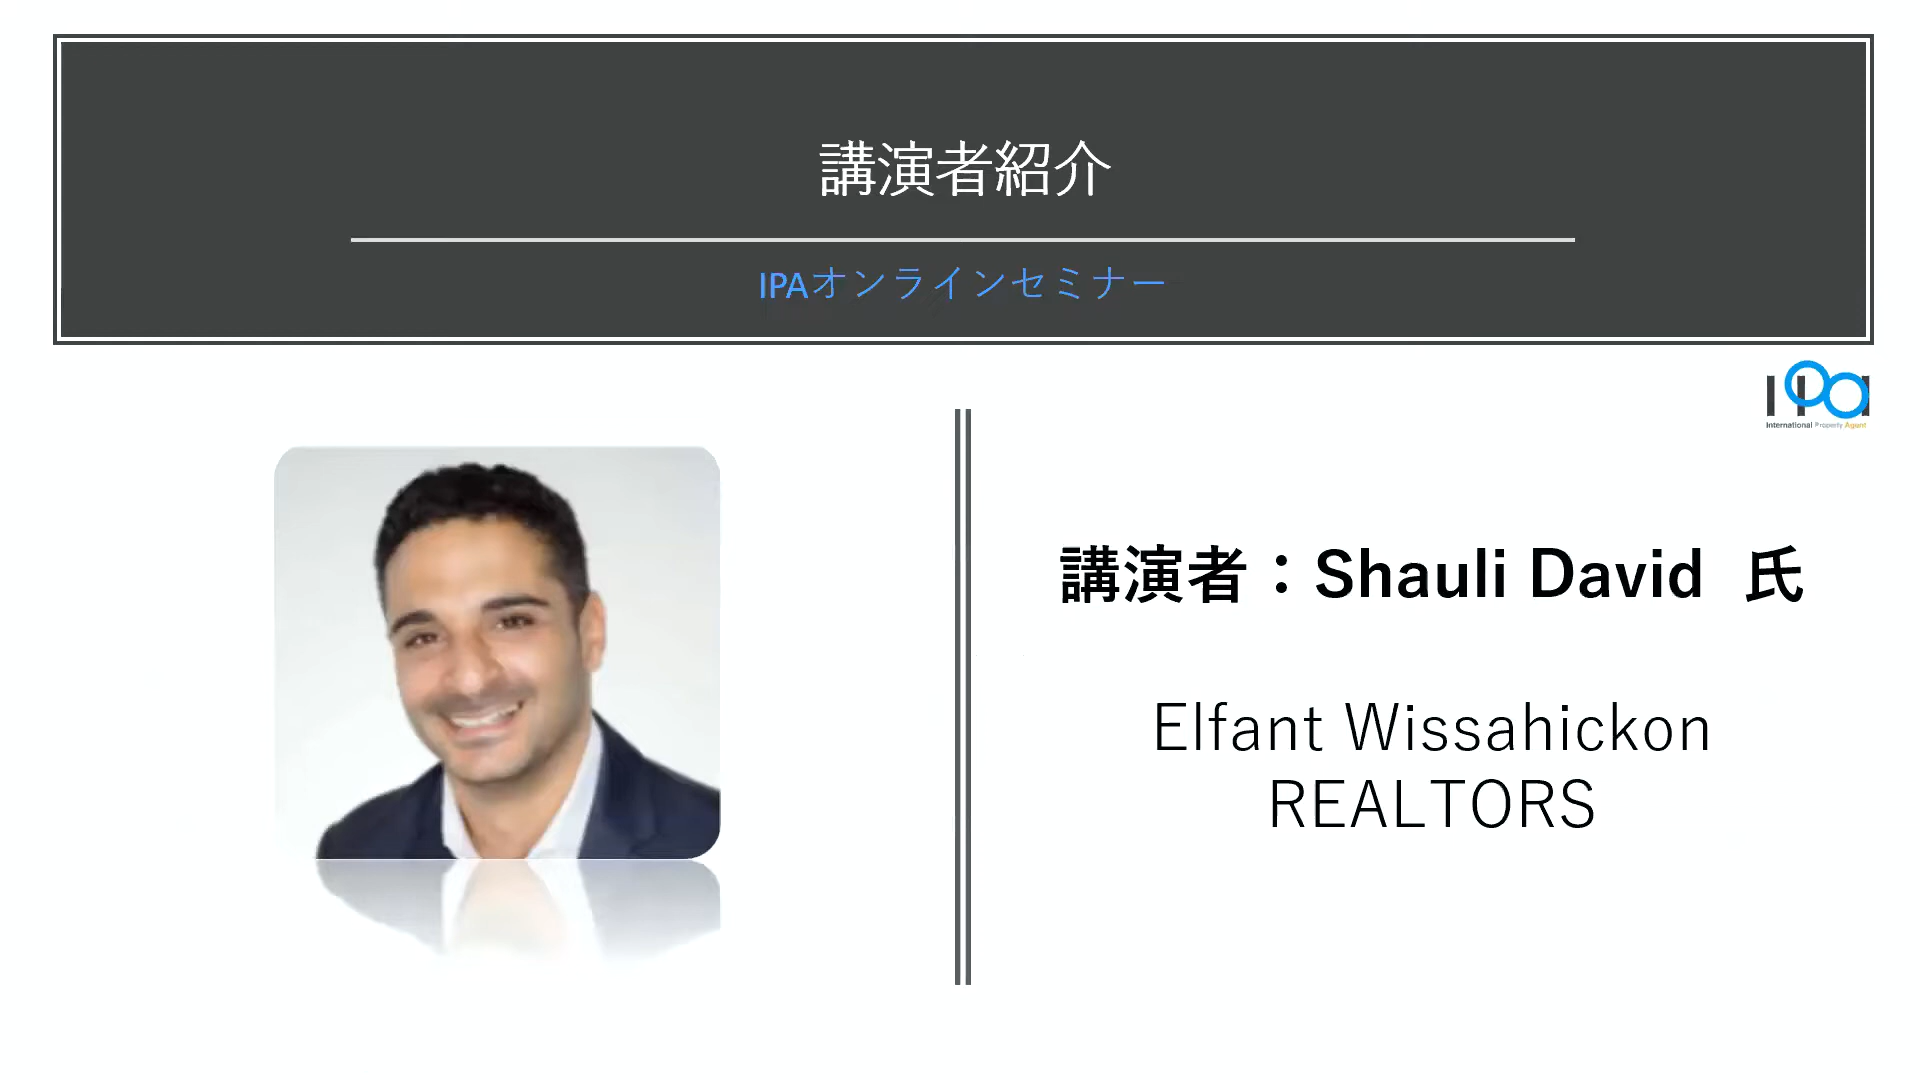 講演者紹介
IPAオンラインセミナー
IPa
International Property Agent
講演者：Shauli David 氏
Elfant Wissahickon
REALTORS